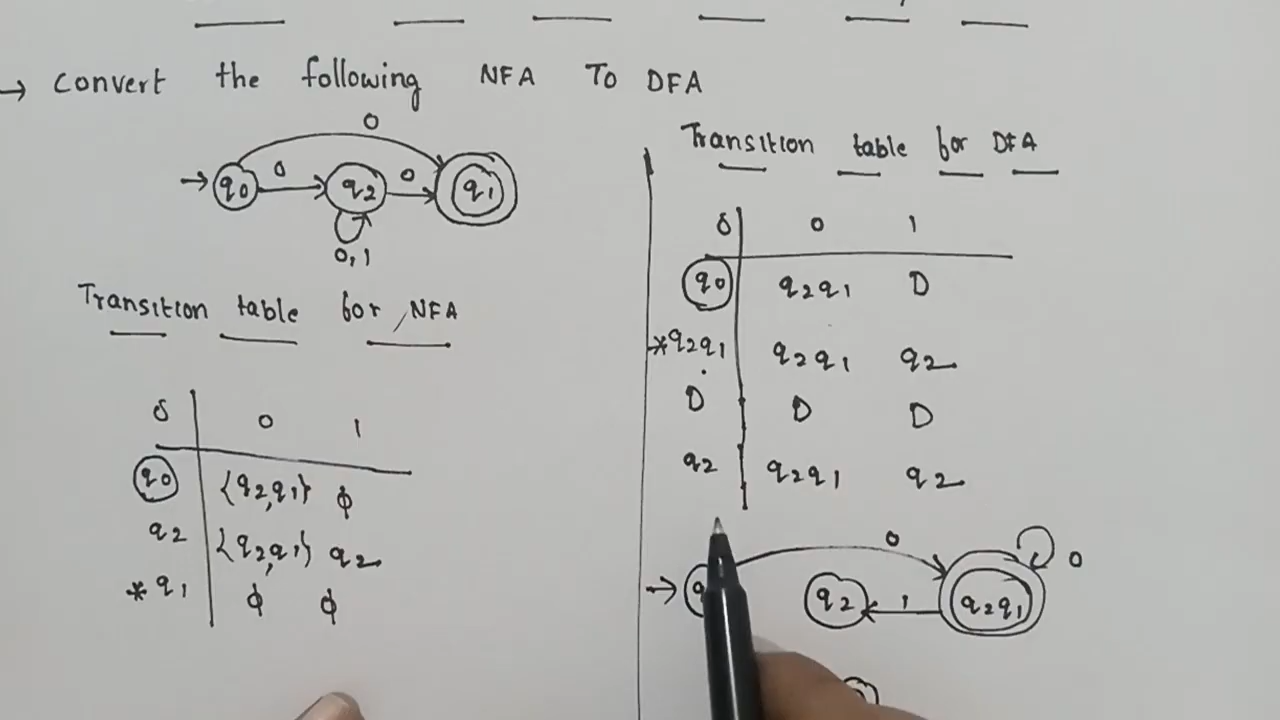 → Convert the following NFA To DFA
0
→ q0 0 q2 0 q1
0,1
Transition table for NFA
δ 0 1
q0 {q2,q1} ϕ
q2 {q2,q1} q2
* q1 ϕ ϕ
Transition table for DFA
δ 0 1
q0 q2q1 D
*q2q1 q2q1 q2
D D D
q2 q2q1 q2
0 0
→ q2 1 q2q1